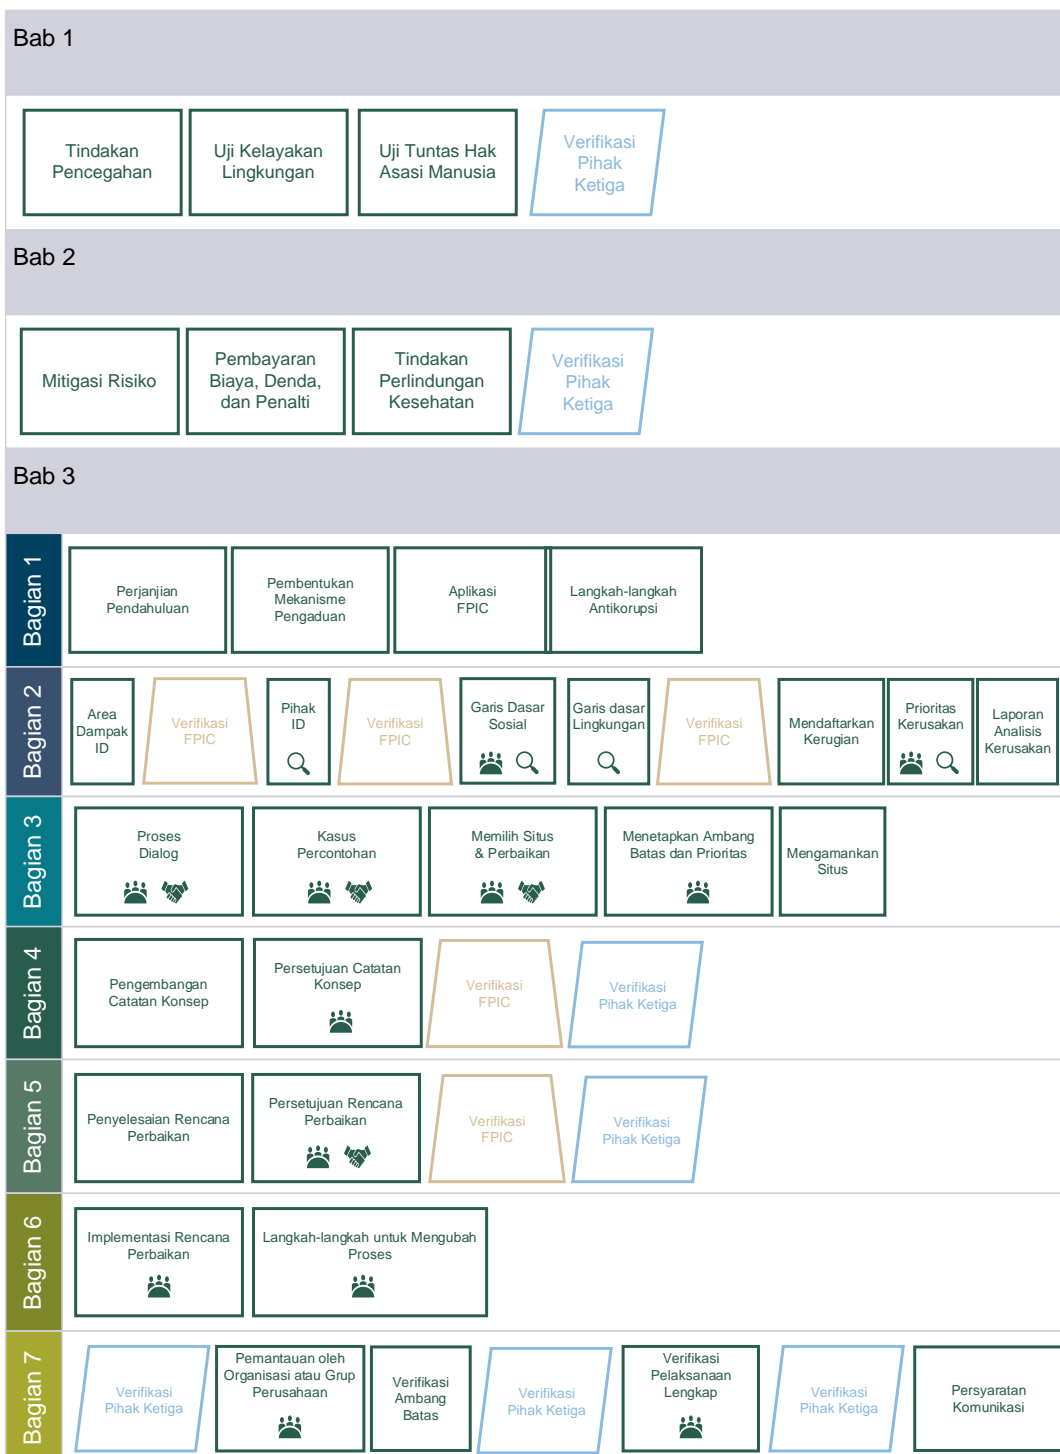 Bab 1
Tindakan
Pencegahan
Uji Kelayakan
Lingkungan
Uji Tuntas Hak
Asasi Manusia
Verifikasi
Pihak
Ketiga
Bab 2
Mitigasi Risiko
Pembayaran
Biaya, Denda,
dan Penalti
Tindakan
Perlindungan
Kesehatan
Verifikasi
Pihak
Ketiga
Bab 3
Bagian 1
Perjanjian
Pendahuluan
Pembentukan
Mekanisme
Pengaduan
Aplikasi
FPIC
Langkah-langkah
Antikorupsi
Bagian 2
Area
Dampak
ID
Verifikasi
FPIC
Pihak
ID
Verifikasi
FPIC
Garis Dasar
Sosial
Garis dasar
Lingkungan
Verifikasi
FPIC
Mendaftarkan
Kerugian
Prioritas
Kerusakan
Laporan
Analisis
Kerusakan
Bagian 3
Proses
Dialog
Kasus
Percontohan
Memilih Situs
& Perbaikan
Menetapkan Ambang
Batas dan Prioritas
Mengamankan
Situs
Bagian 4
Pengembangan
Catatan Konsep
Persetujuan Catatan
Konsep
Verifikasi
FPIC
Verifikasi
Pihak Ketiga
Bagian 5
Penyelesaian Rencana
Perbaikan
Persetujuan Rencana
Perbaikan
Verifikasi
FPIC
Verifikasi
Pihak Ketiga
Bagian 6
Implementasi Rencana
Perbaikan
Langkah-langkah untuk Mengubah
Proses
Bagian 7
Verifikasi
Pihak Ketiga
Pemantauan oleh
Organisasi atau Grup
Perusahaan
Verifikasi
Ambang
Batas
Verifikasi
Pihak Ketiga
Verifikasi
Pelaksanaan
Lengkap
Verifikasi
Pihak Ketiga
Persyaratan
Komunikasi